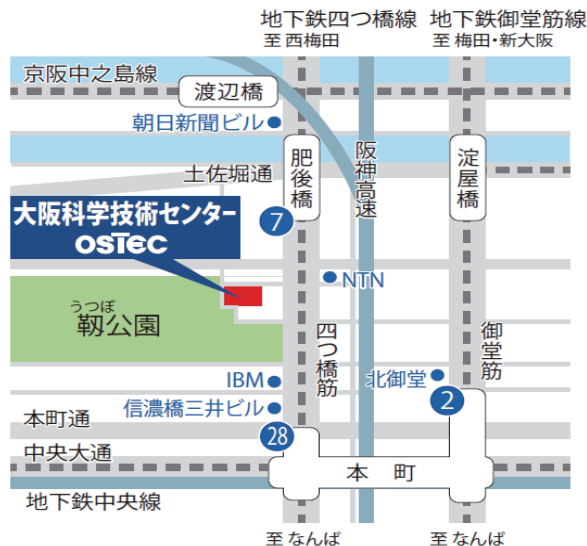 地下鉄四つ橋線
至 西梅田
地下鉄御堂筋線
至 梅田・新大阪
京阪中之島線
渡辺橋
朝日新聞ビル
肥後橋
阪神高速
淀屋橋
土佐堀通
大阪科学技術センター
OSTEC
7
NTN
うつぼ
靱公園
四つ橋筋
御堂筋
IBM
北御堂
2
信濃橋三井ビル
本町通
28
中央大通
本町
地下鉄中央線
至 なんば
至 なんば